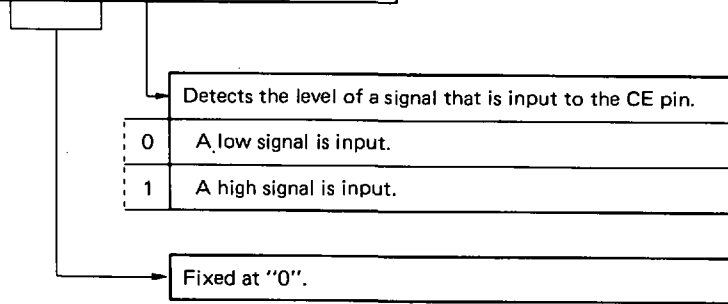 Detects the level of a signal that is input to the CE pin.
0 A low signal is input.
1 A high signal is input.
Fixed at "0".